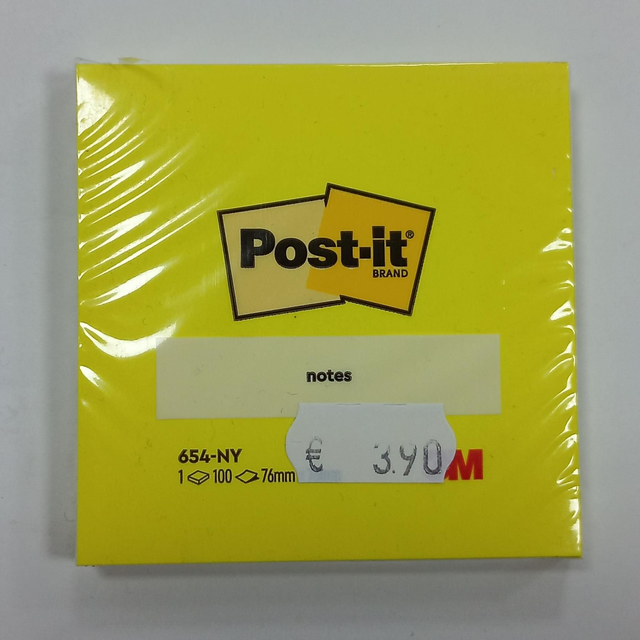 Post-it®
BRAND
notes
654-NY
1 100 76mm
€ 3.90
M